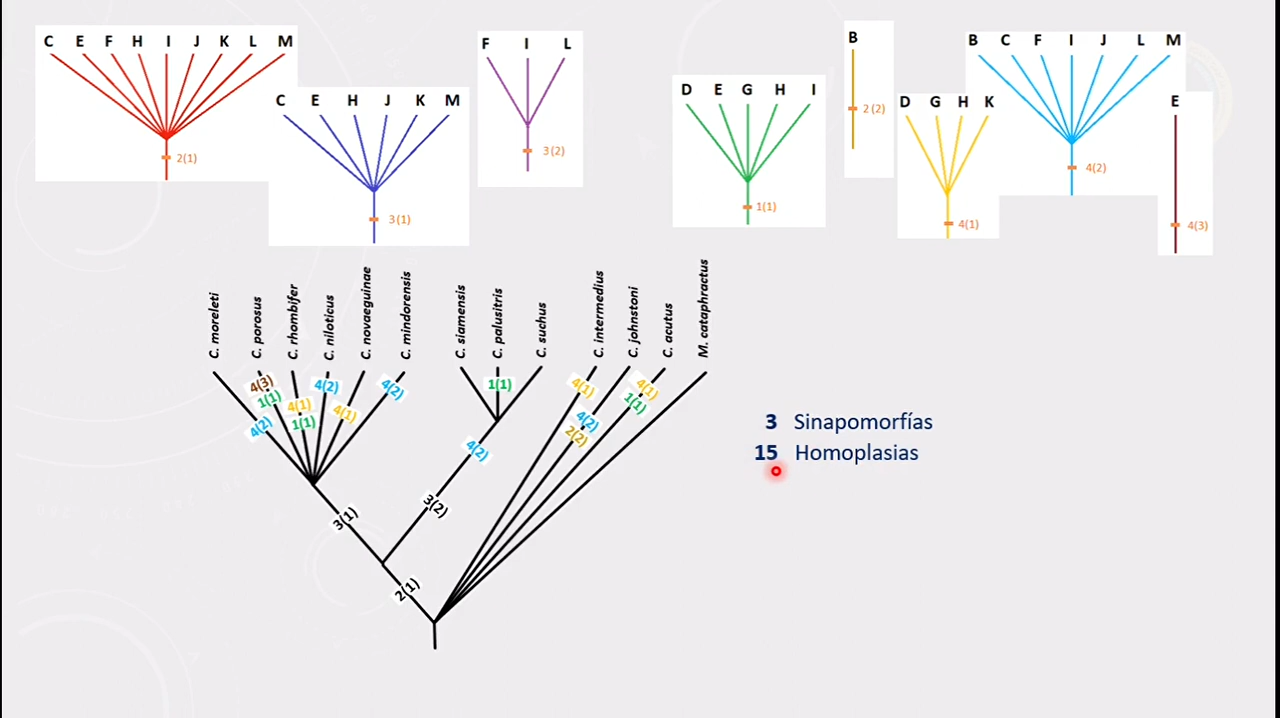 C E F H I J K L M
2(1)
C E H J K M
3(1)
F I L
3(2)
D E G H I
1(1)
B
2(2)
D G H K
4(1)
B C F I J L M
4(2)
E
4(3)
C. moreleti
C. porosus
C. rhombifer
C. niloticus
C. novaeguinae
C. mindorensis
C. siamensis
C. palusitris
C. suchus
C. intermedius
C. johnstoni
C. acutus
M. cataphractus
4(3)
1(1)
4(2)
4(1)
1(1)
4(2)
4(1)
4(2)
1(1)
4(2)
4(1)
4(2)
2(2)
4(1)
1(1)
3(1)
3(2)
2(1)
3 Sinapomorfías
15 Homoplasias